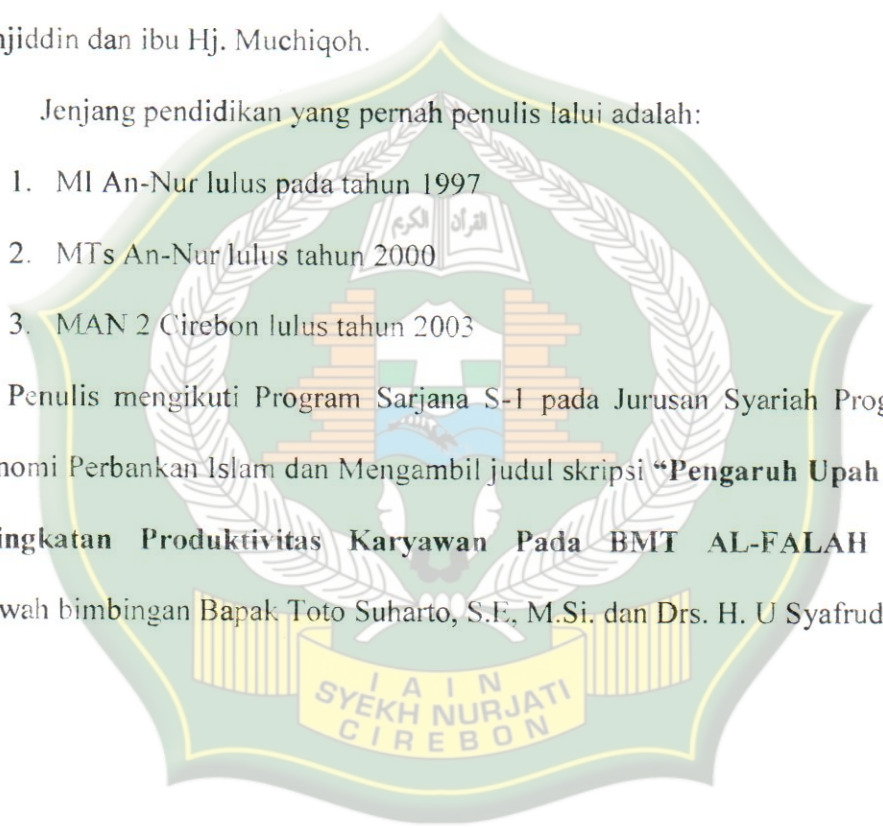 njiddin dan ibu Hj. Muchiqoh.
Jenjang pendidikan yang pernah penulis lalui adalah:
1. MI An-Nur lulus pada tahun 1997
2. MTs An-Nur lulus tahun 2000
3. MAN 2 Cirebon lulus tahun 2003
القرآن الكريم
Penulis mengikuti Program Sarjana S-1 pada Jurusan Syariah Prog
nomi Perbankan Islam dan Mengambil judul skripsi “Pengaruh Upah
ingkatan Produktivitas Karyawan Pada BMT AL-FALAH
wah bimbingan Bapak Toto Suharto, S.E, M.Si. dan Drs. H. U Syafrud
IAIN
SYEKH NURJATI
CIREBON